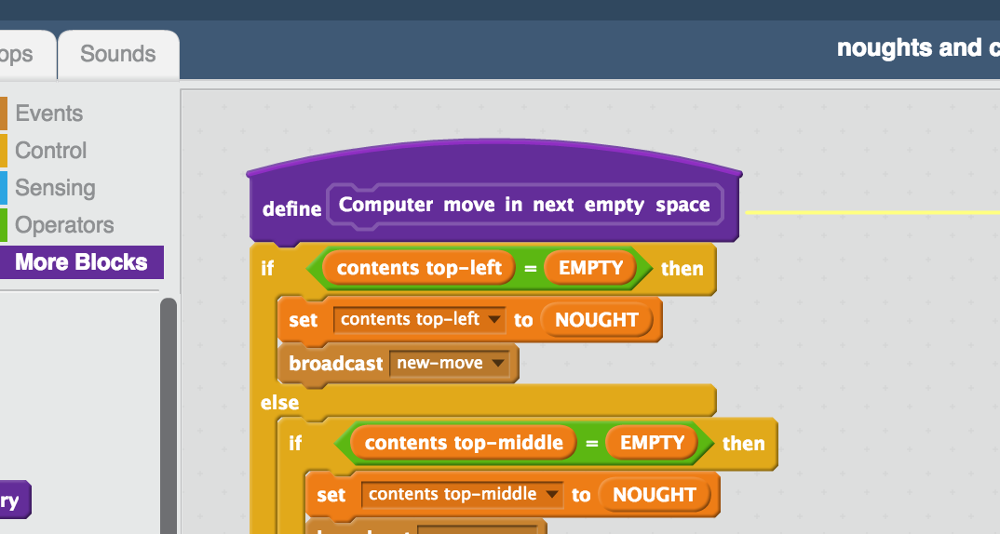 ops
Sounds
noughts and c
Events
Control
Sensing
Operators
More Blocks
ry
define Computer move in next empty space
if contents top-left = EMPTY then
set contents top-left to NOUGHT
broadcast new-move
else
if contents top-middle = EMPTY then
set contents top-middle to NOUGHT